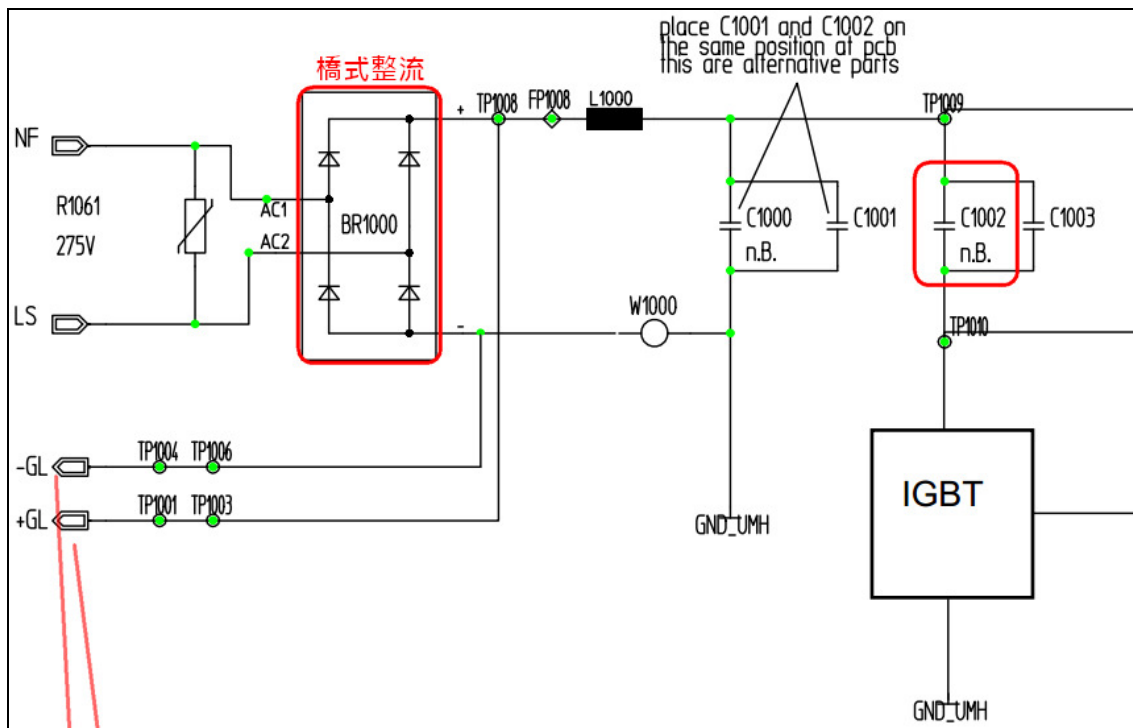 place C1001 and C1002 on
the same position at pcb
this are alternative parts
橋式整流
TP1008
FP1008
L1000
TP1009
+
NF
R1061
275V
AC1
AC2
BR1000
C1000
n.B.
C1001
C1002
n.B.
C1003
LS
-
W1000
TP1010
-GL
TP1004
TP1006
+GL
TP1001
TP1003
IGBT
GND_UMH
GND_UMH